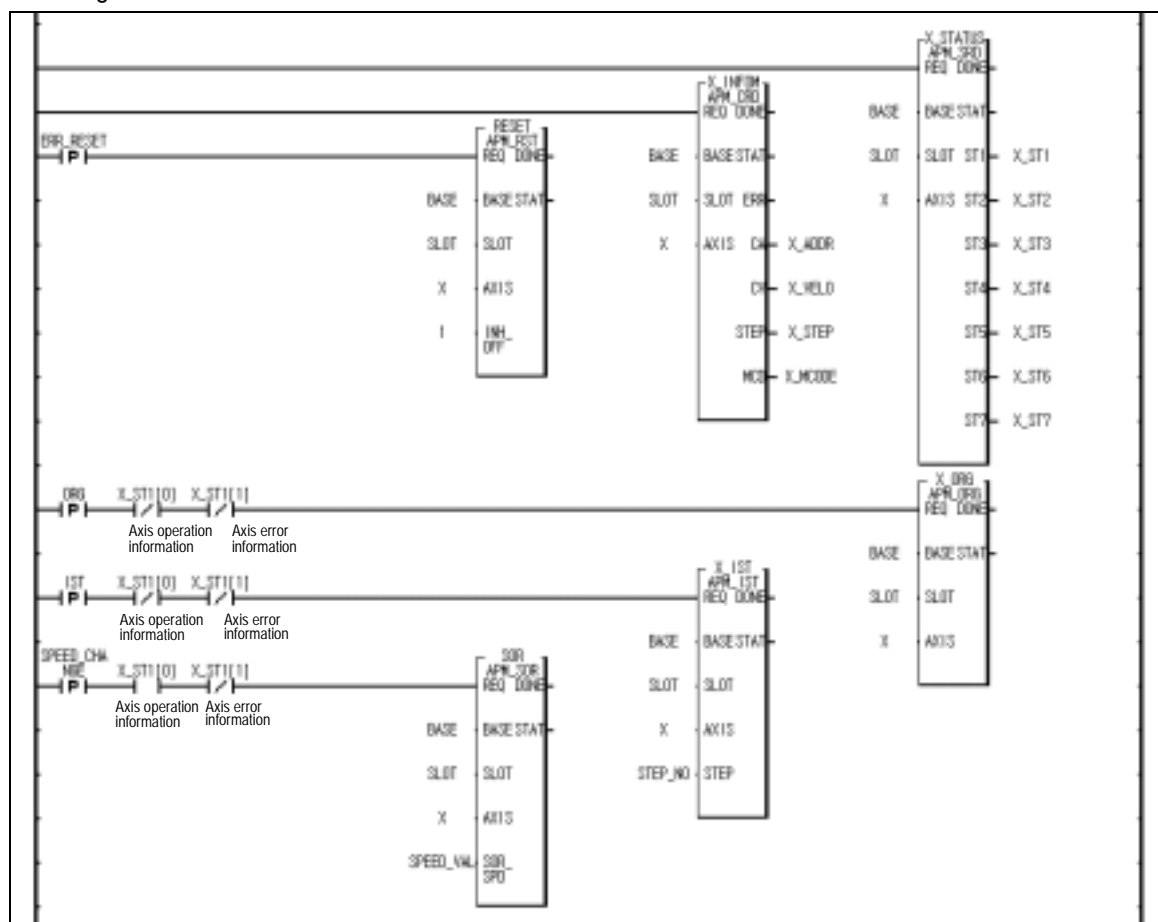 X_STATUS
APM_SRD
REQ DONE
X_INFOM
APM_CRD
REQ DONE
BASE BASE STAT
ERR_RESET
P
RESET
APM_RST
REQ DONE
BASE BASE STAT
SLOT SLOT ST1 X_ST1
BASE BASE STAT
SLOT SLOT ERR
X AXIS ST2 X_ST2
SLOT SLOT
X AXIS CA X_ADDR
ST3 X_ST3
X AXIS
CV X_VELO
ST4 X_ST4
1 INH_
OFF
STEP X_STEP
ST5 X_ST5
MCD X_MCODE
ST6 X_ST6
ST7 X_ST7
ORG X_ST1[0] X_ST1[1]
P
X_ORG
APM_ORG
REQ DONE
Axis operation information
Axis error information
BASE BASE STAT
IST X_ST1[0] X_ST1[1]
P
X_IST
APM_IST
REQ DONE
SLOT SLOT
Axis operation information
Axis error information
BASE BASE STAT
X AXIS
SPEED_CHA
NGE X_ST1[0] X_ST1[1]
P
SOR
APM_SOR
REQ DONE
SLOT SLOT
Axis operation information
Axis error information
BASE BASE STAT
X AXIS
SLOT SLOT
STEP_NO STEP
X AXIS
SPEED_VAL SOR_
SPD